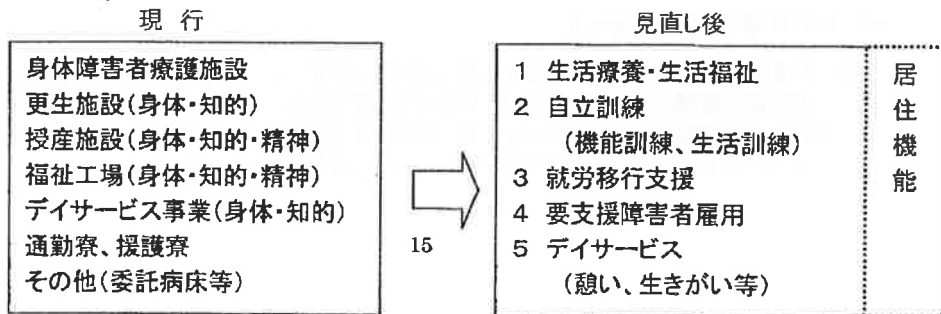 現 行
身体障害者療護施設
更生施設(身体・知的)
授産施設(身体・知的・精神)
福祉工場(身体・知的・精神)
デイサービス事業(身体・知的)
通勤寮、援護寮
その他(委託病床等)
15
見直し後
1 生活療養・生活福祉
2 自立訓練
(機能訓練、生活訓練)
3 就労移行支援
4 要支援障害者雇用
5 デイサービス
(憩い、生きがい等)
居
住
機
能